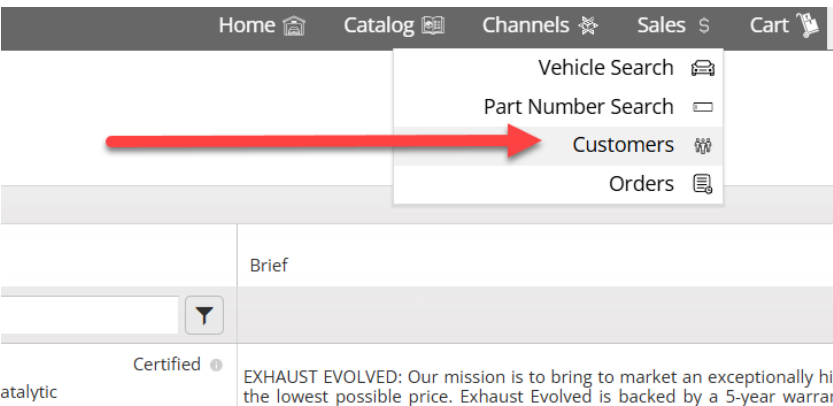 Home Catalog Channels Sales $ Cart
Vehicle Search
Part Number Search
Customers
Orders
Brief
Certified
atalytic
EXHAUST EVOLVED: Our mission is to bring to market an exceptionally hi
the lowest possible price. Exhaust Evolved is backed by a 5-year warran